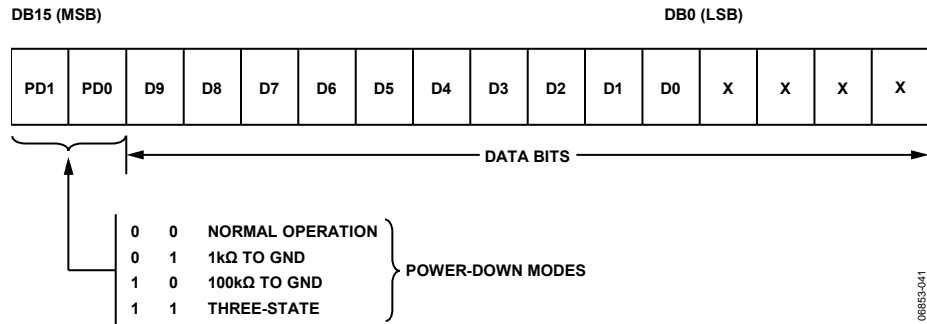 DB15 (MSB) DB0 (LSB)
PD1 PD0 D9 D8 D7 D6 D5 D4 D3 D2 D1 D0 X X X X
DATA BITS
0 0 NORMAL OPERATION
0 1 1kΩ TO GND
1 0 100kΩ TO GND
1 1 THREE-STATE
POWER-DOWN MODES
06853-041